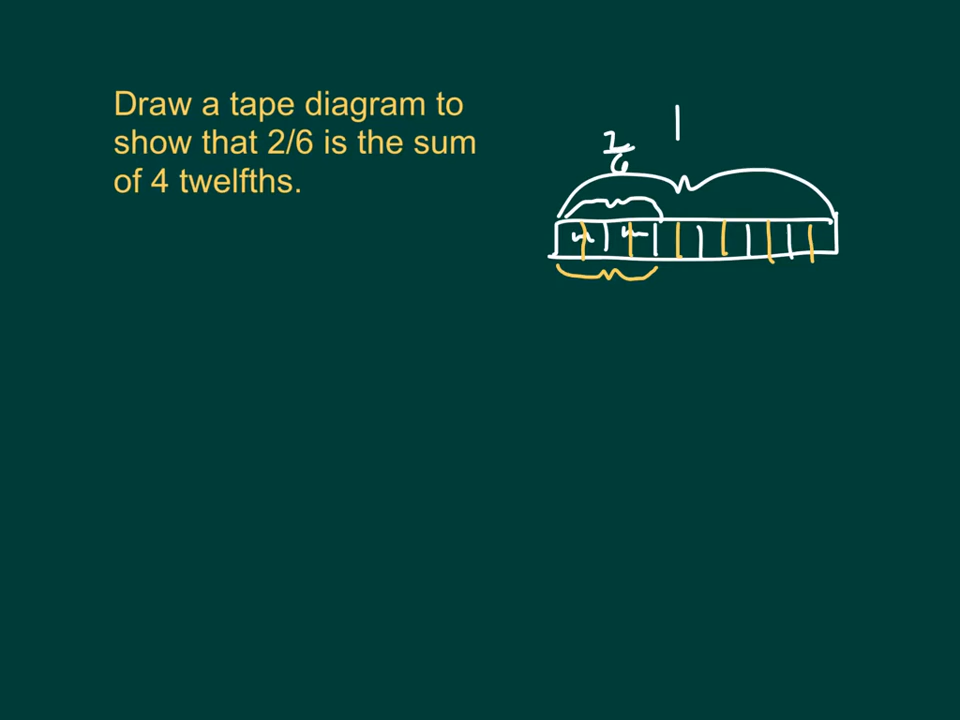 Draw a tape diagram to
show that 2/6 is the sum
of 4 twelfths.
1
2/6